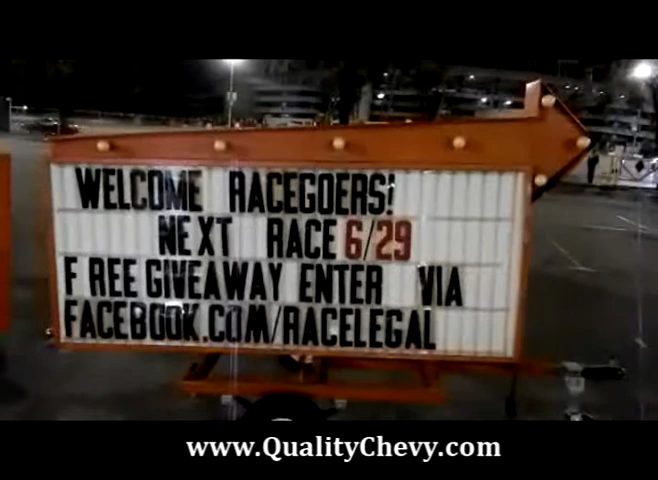 WELCOME RACEGOERS!
NEXT RACE 6/29
FREE GIVEAWAY ENTER VIA
FACEBOOK.COM/RACELEGAL
www.QualityChevy.com